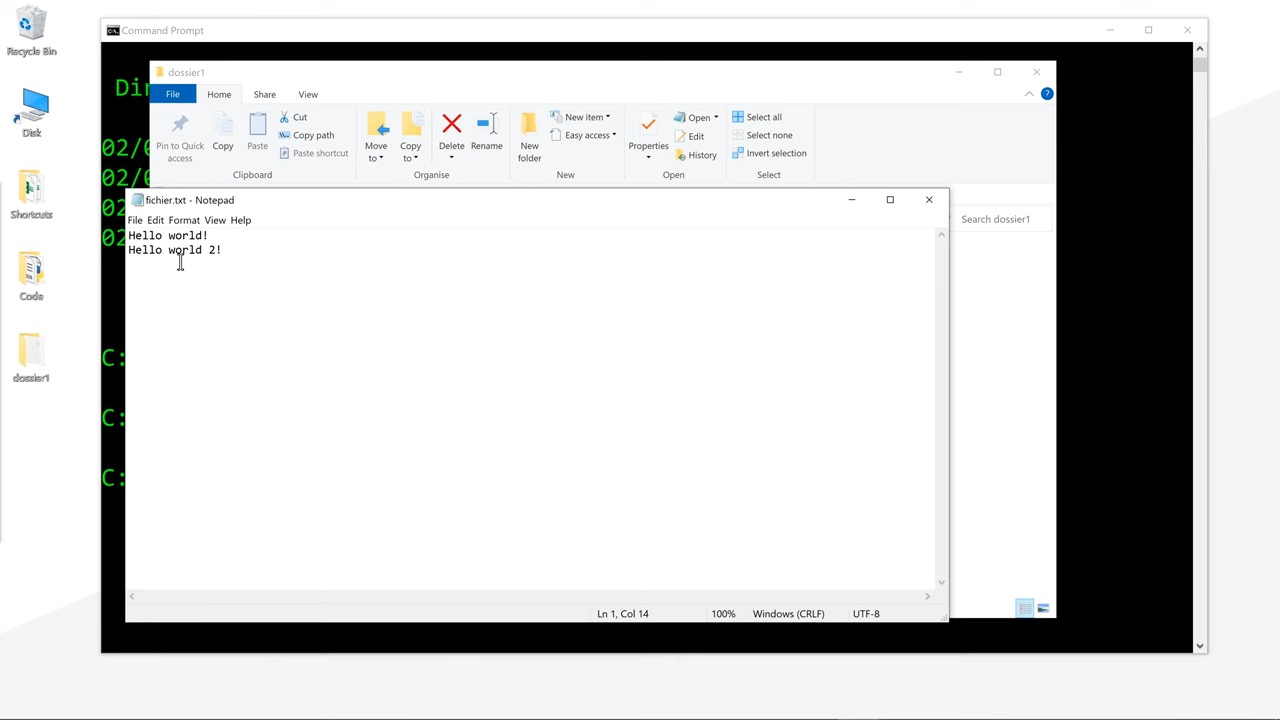 Recycle Bin
Disk
Shortcuts
Code
dossier1
Command Prompt
Dir
02/0
02/0
02
02
C:
C:
C:
dossier1
File Home Share View
Pin to Quick access
Copy
Paste
Cut
Copy path
Paste shortcut
Clipboard
Move to
Copy to
Delete
Rename
Organise
New folder
New item
Easy access
New
Properties
Open
Edit
History
Open
Select all
Select none
Invert selection
Select
Search dossier1
fichier.txt - Notepad
File Edit Format View Help
Hello world!
Hello world 2!
Ln 1, Col 14 100% Windows (CRLF) UTF-8